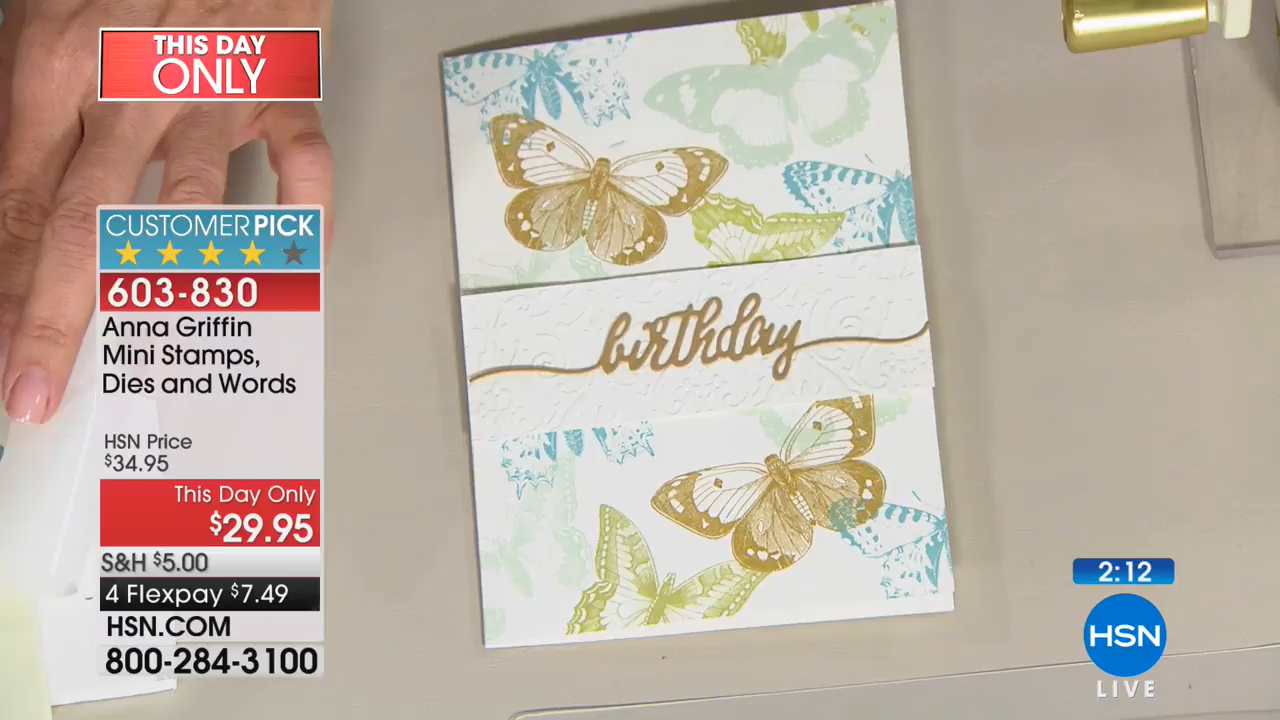 THIS DAY
ONLY
CUSTOMER PICK
603-830
Anna Griffin
Mini Stamps,
Dies and Words
HSN Price
$34.95
This Day Only
$29.95
S&H $5.00
4 Flexpay $7.49
HSN.COM
800-284-3100
birthday
2:12
HSN
LIVE